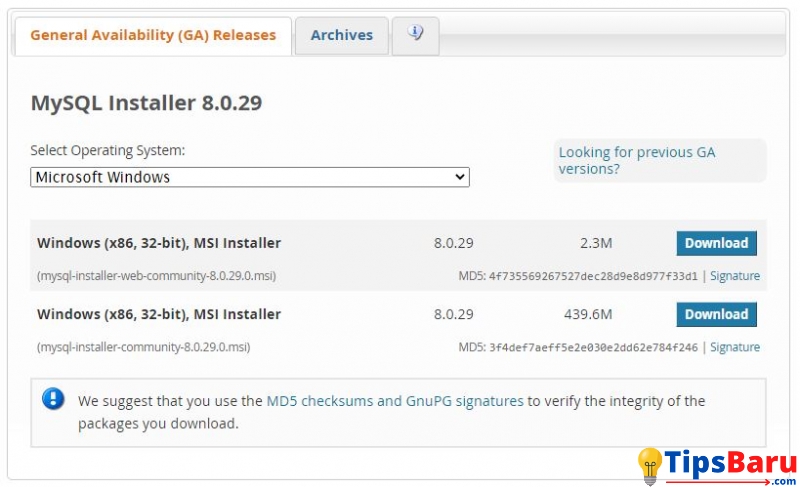 General Availability (GA) Releases
Archives
MySQL Installer 8.0.29
Select Operating System:
Looking for previous GA
versions?
Microsoft Windows
Windows (x86, 32-bit), MSI Installer 8.0.29 2.3M Download
(mysql-installer-web-community-8.0.29.0.msi) MD5: 4f735569267527dec28d9e8d977f33d1 | Signature
Windows (x86, 32-bit), MSI Installer 8.0.29 439.6M Download
(mysql-installer-community-8.0.29.0.msi) MD5: 3f4def7aeff5e2e030e2dd62e784f246 | Signature
We suggest that you use the MD5 checksums and GnuPG signatures to verify the integrity of the
packages you download.
TipsBaru
.com